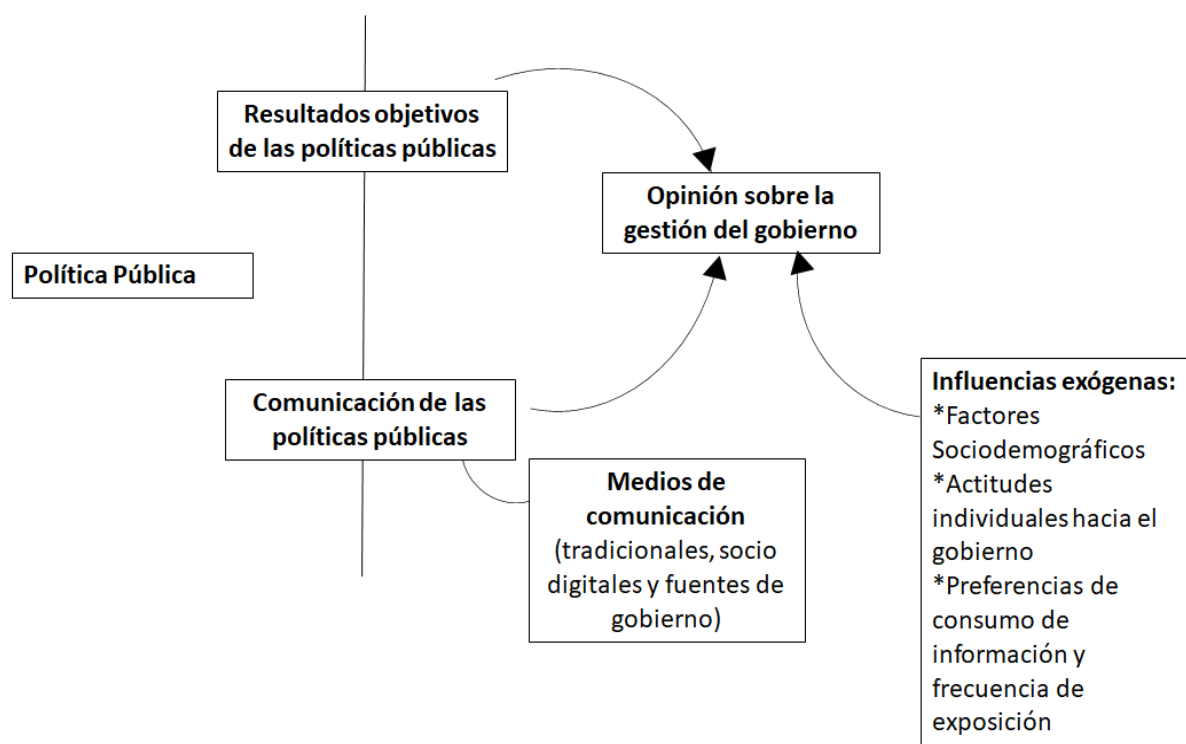 Resultados objetivos
de las políticas públicas
Opinión sobre la
gestión del gobierno
Política Pública
Comunicación de las
políticas públicas
Medios de
comunicación
(tradicionales, socio
digitales y fuentes de
gobierno)
Influencias exógenas:
*Factores
Sociodemográficos
*Actitudes
individuales hacia el
gobierno
*Preferencias de
consumo de
información y
frecuencia de
exposición